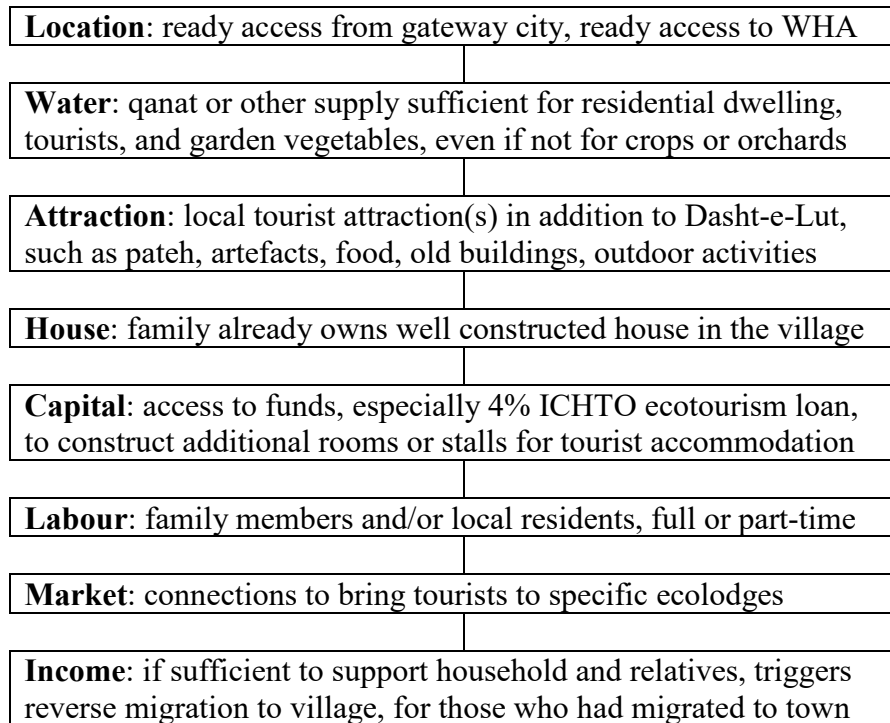 Location: ready access from gateway city, ready access to WHA
Water: qanat or other supply sufficient for residential dwelling,
tourists, and garden vegetables, even if not for crops or orchards
Attraction: local tourist attraction(s) in addition to Dasht-e-Lut,
such as pateh, artefacts, food, old buildings, outdoor activities
House: family already owns well constructed house in the village
Capital: access to funds, especially 4% ICHTO ecotourism loan,
to construct additional rooms or stalls for tourist accommodation
Labour: family members and/or local residents, full or part-time
Market: connections to bring tourists to specific ecolodges
Income: if sufficient to support household and relatives, triggers
reverse migration to village, for those who had migrated to town